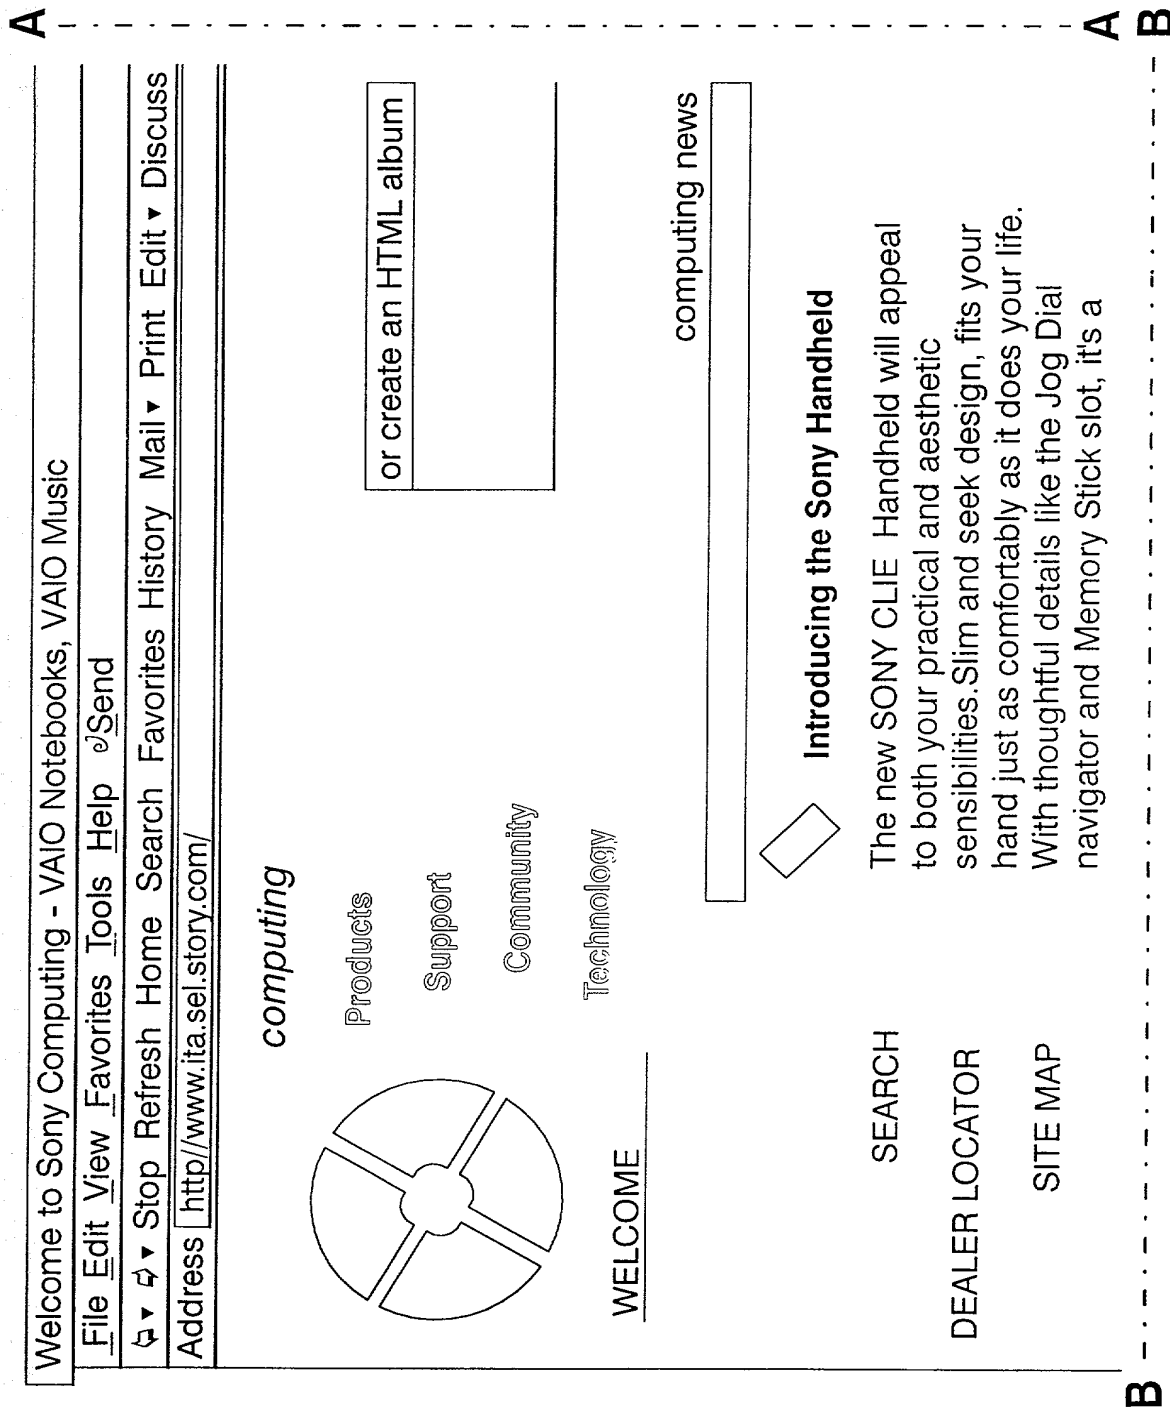 A
A
Welcome to Sony Computing - VAIO Notebooks, VAIO Music
File Edit View Favorites Tools Help Send
Stop Refresh Home Search Favorites History Mail Print Edit Discuss
Address http//www.ita.sel.story.com/
computing
Products
Support
Community
Technology
or create an HTML album
WELCOME
computing news
Introducing the Sony Handheld
The new SONY CLIE Handheld will appeal
to both your practical and aesthetic
sensibilities.Slim and seek design, fits your
hand just as comfortably as it does your life.
With thoughtful details like the Jog Dial
navigator and Memory Stick slot, it's a
SEARCH
DEALER LOCATOR
SITE MAP
B
B